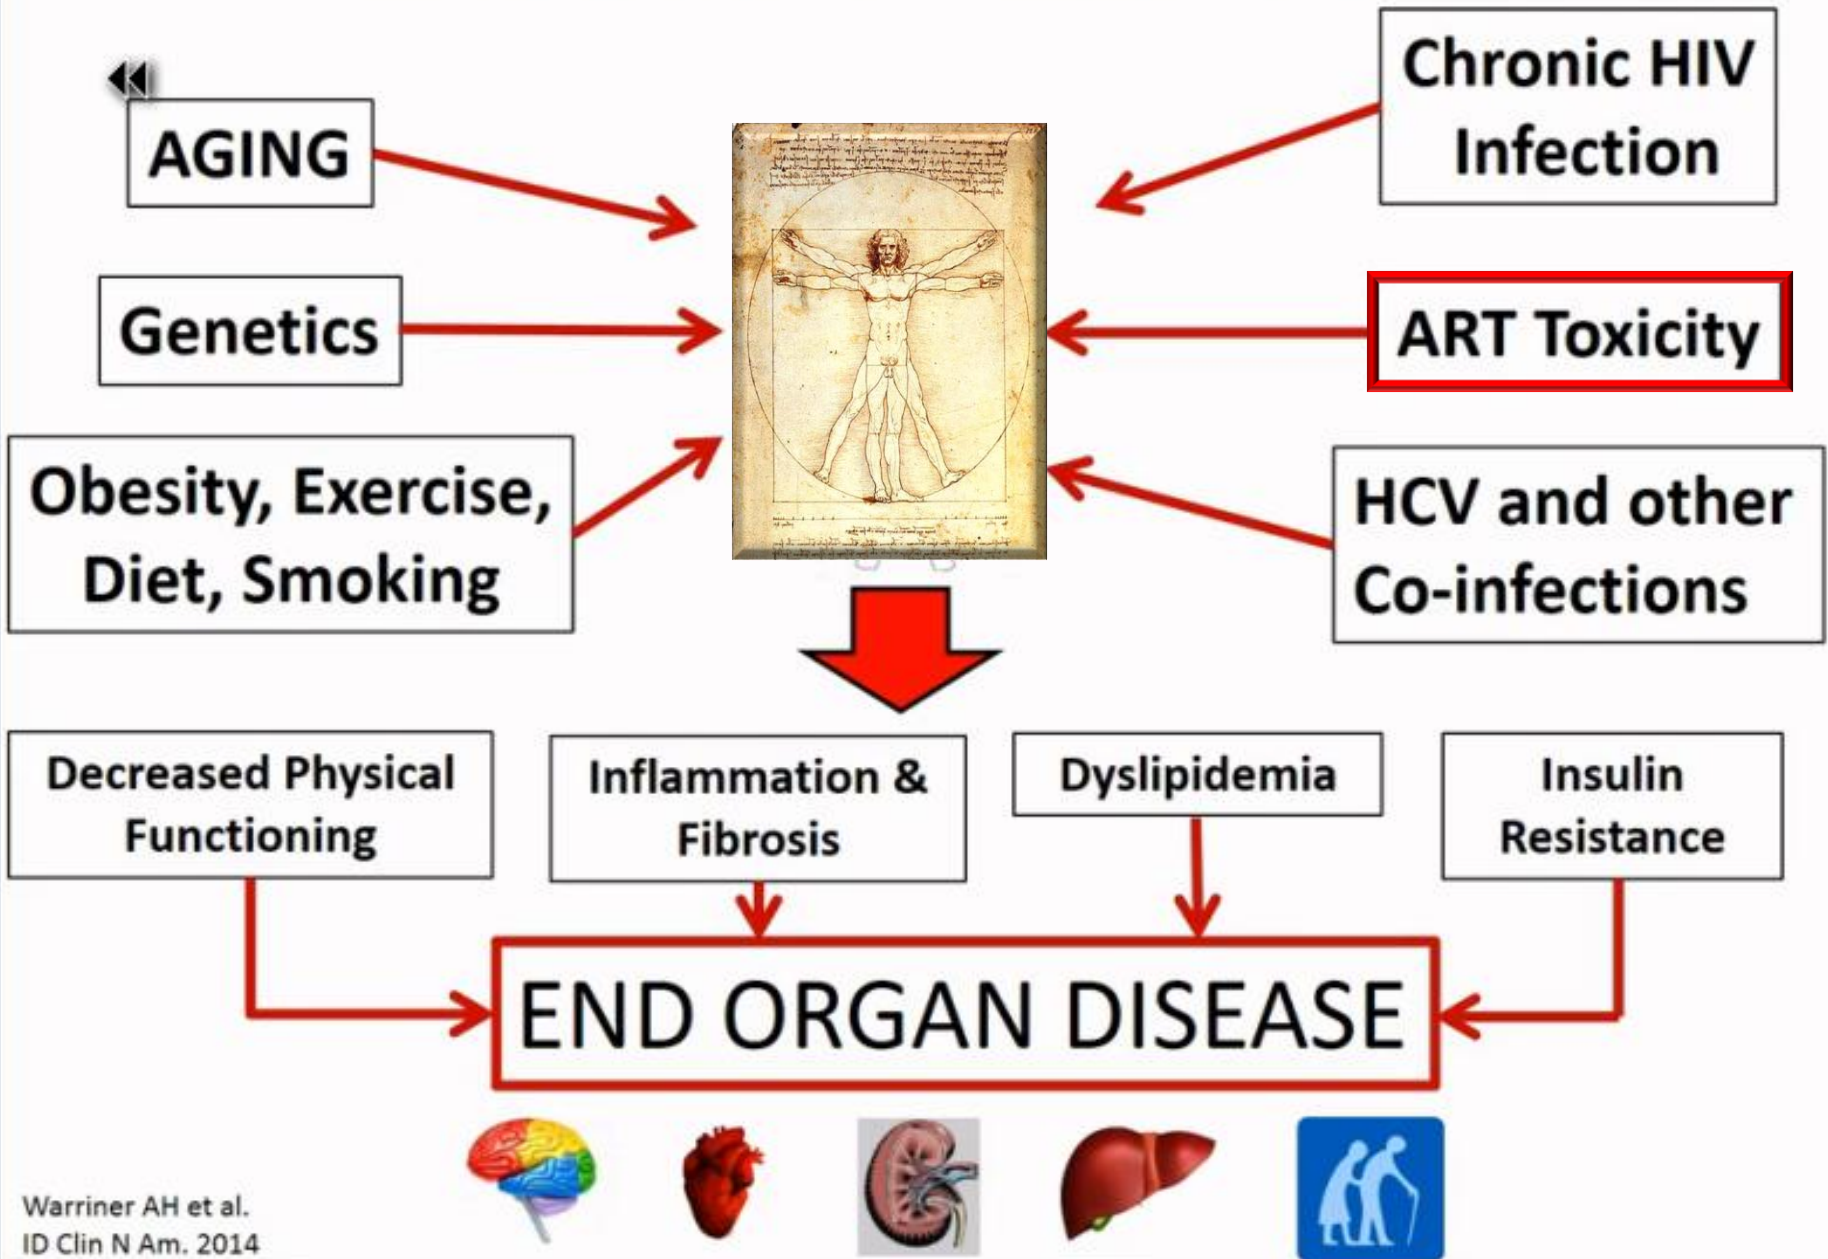 AGING
Chronic HIV
Infection
Genetics
ART Toxicity
Obesity, Exercise,
Diet, Smoking
HCV and other
Co-infections
Decreased Physical
Functioning
Inflammation &
Fibrosis
Dyslipidemia
Insulin
Resistance
END ORGAN DISEASE
Warriner AH et al.
ID Clin N Am. 2014